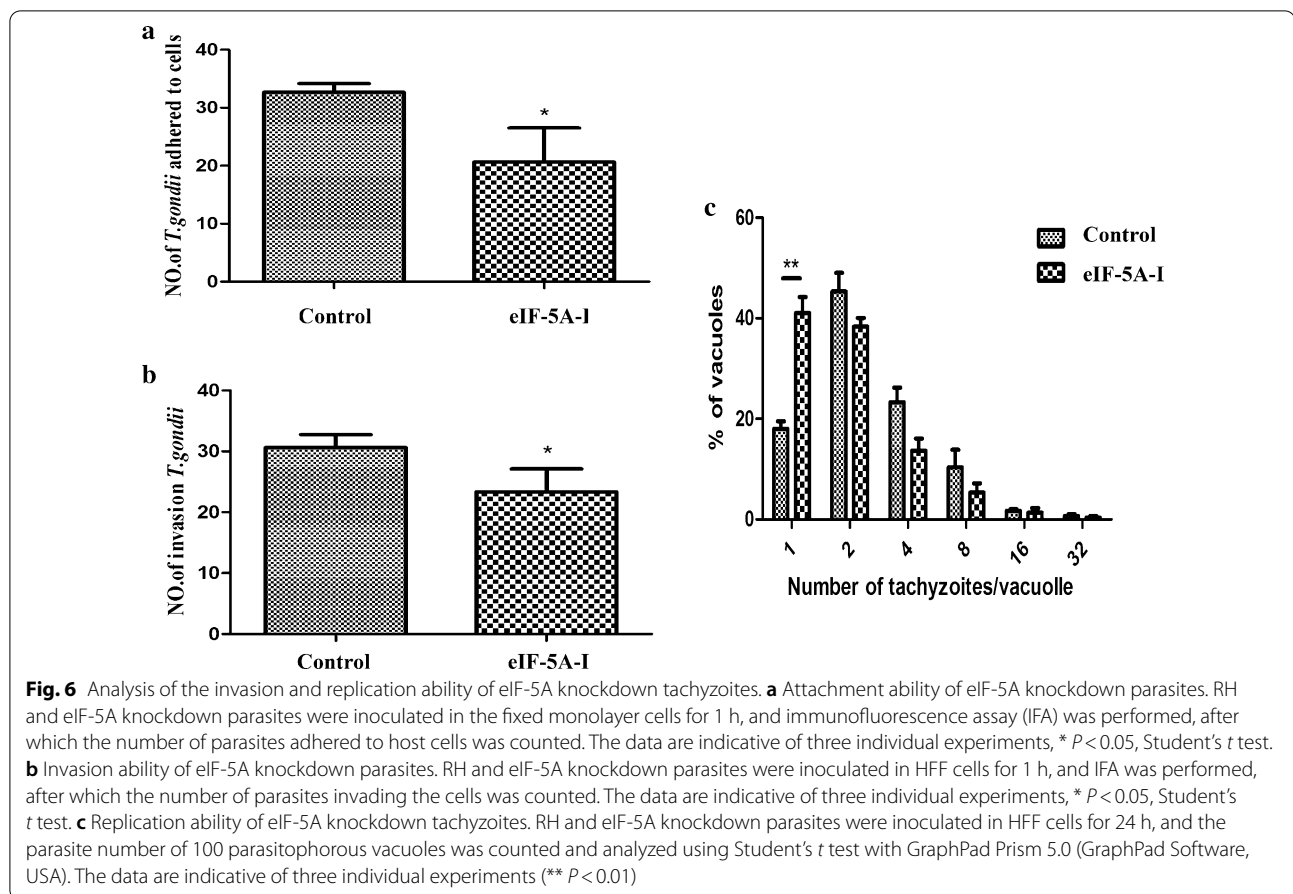 a
40
30
20
10
0
NO.of T.gondii adhered to cells
*
Control
eIF-5A-I
b
40
30
20
10
0
NO.of invasion T.gondii
*
Control
eIF-5A-I
c
60
40
20
0
% of vacuoles
**
Control
eIF-5A-I
1 2 4 8 16 32
Number of tachyzoites/vacuolle
Fig. 6 Analysis of the invasion and replication ability of eIF-5A knockdown tachyzoites. a Attachment ability of eIF-5A knockdown parasites. RH
and eIF-5A knockdown parasites were inoculated in the fixed monolayer cells for 1 h, and immunofluorescence assay (IFA) was performed, after
which the number of parasites adhered to host cells was counted. The data are indicative of three individual experiments, * P < 0.05, Student's t test.
b Invasion ability of eIF-5A knockdown parasites. RH and eIF-5A knockdown parasites were inoculated in HFF cells for 1 h, and IFA was performed,
after which the number of parasites invading the cells was counted. The data are indicative of three individual experiments, * P < 0.05, Student's
t test. c Replication ability of eIF-5A knockdown tachyzoites. RH and eIF-5A knockdown parasites were inoculated in HFF cells for 24 h, and the
parasite number of 100 parasitophorous vacuoles was counted and analyzed using Student's t test with GraphPad Prism 5.0 (GraphPad Software,
USA). The data are indicative of three individual experiments (** P < 0.01)